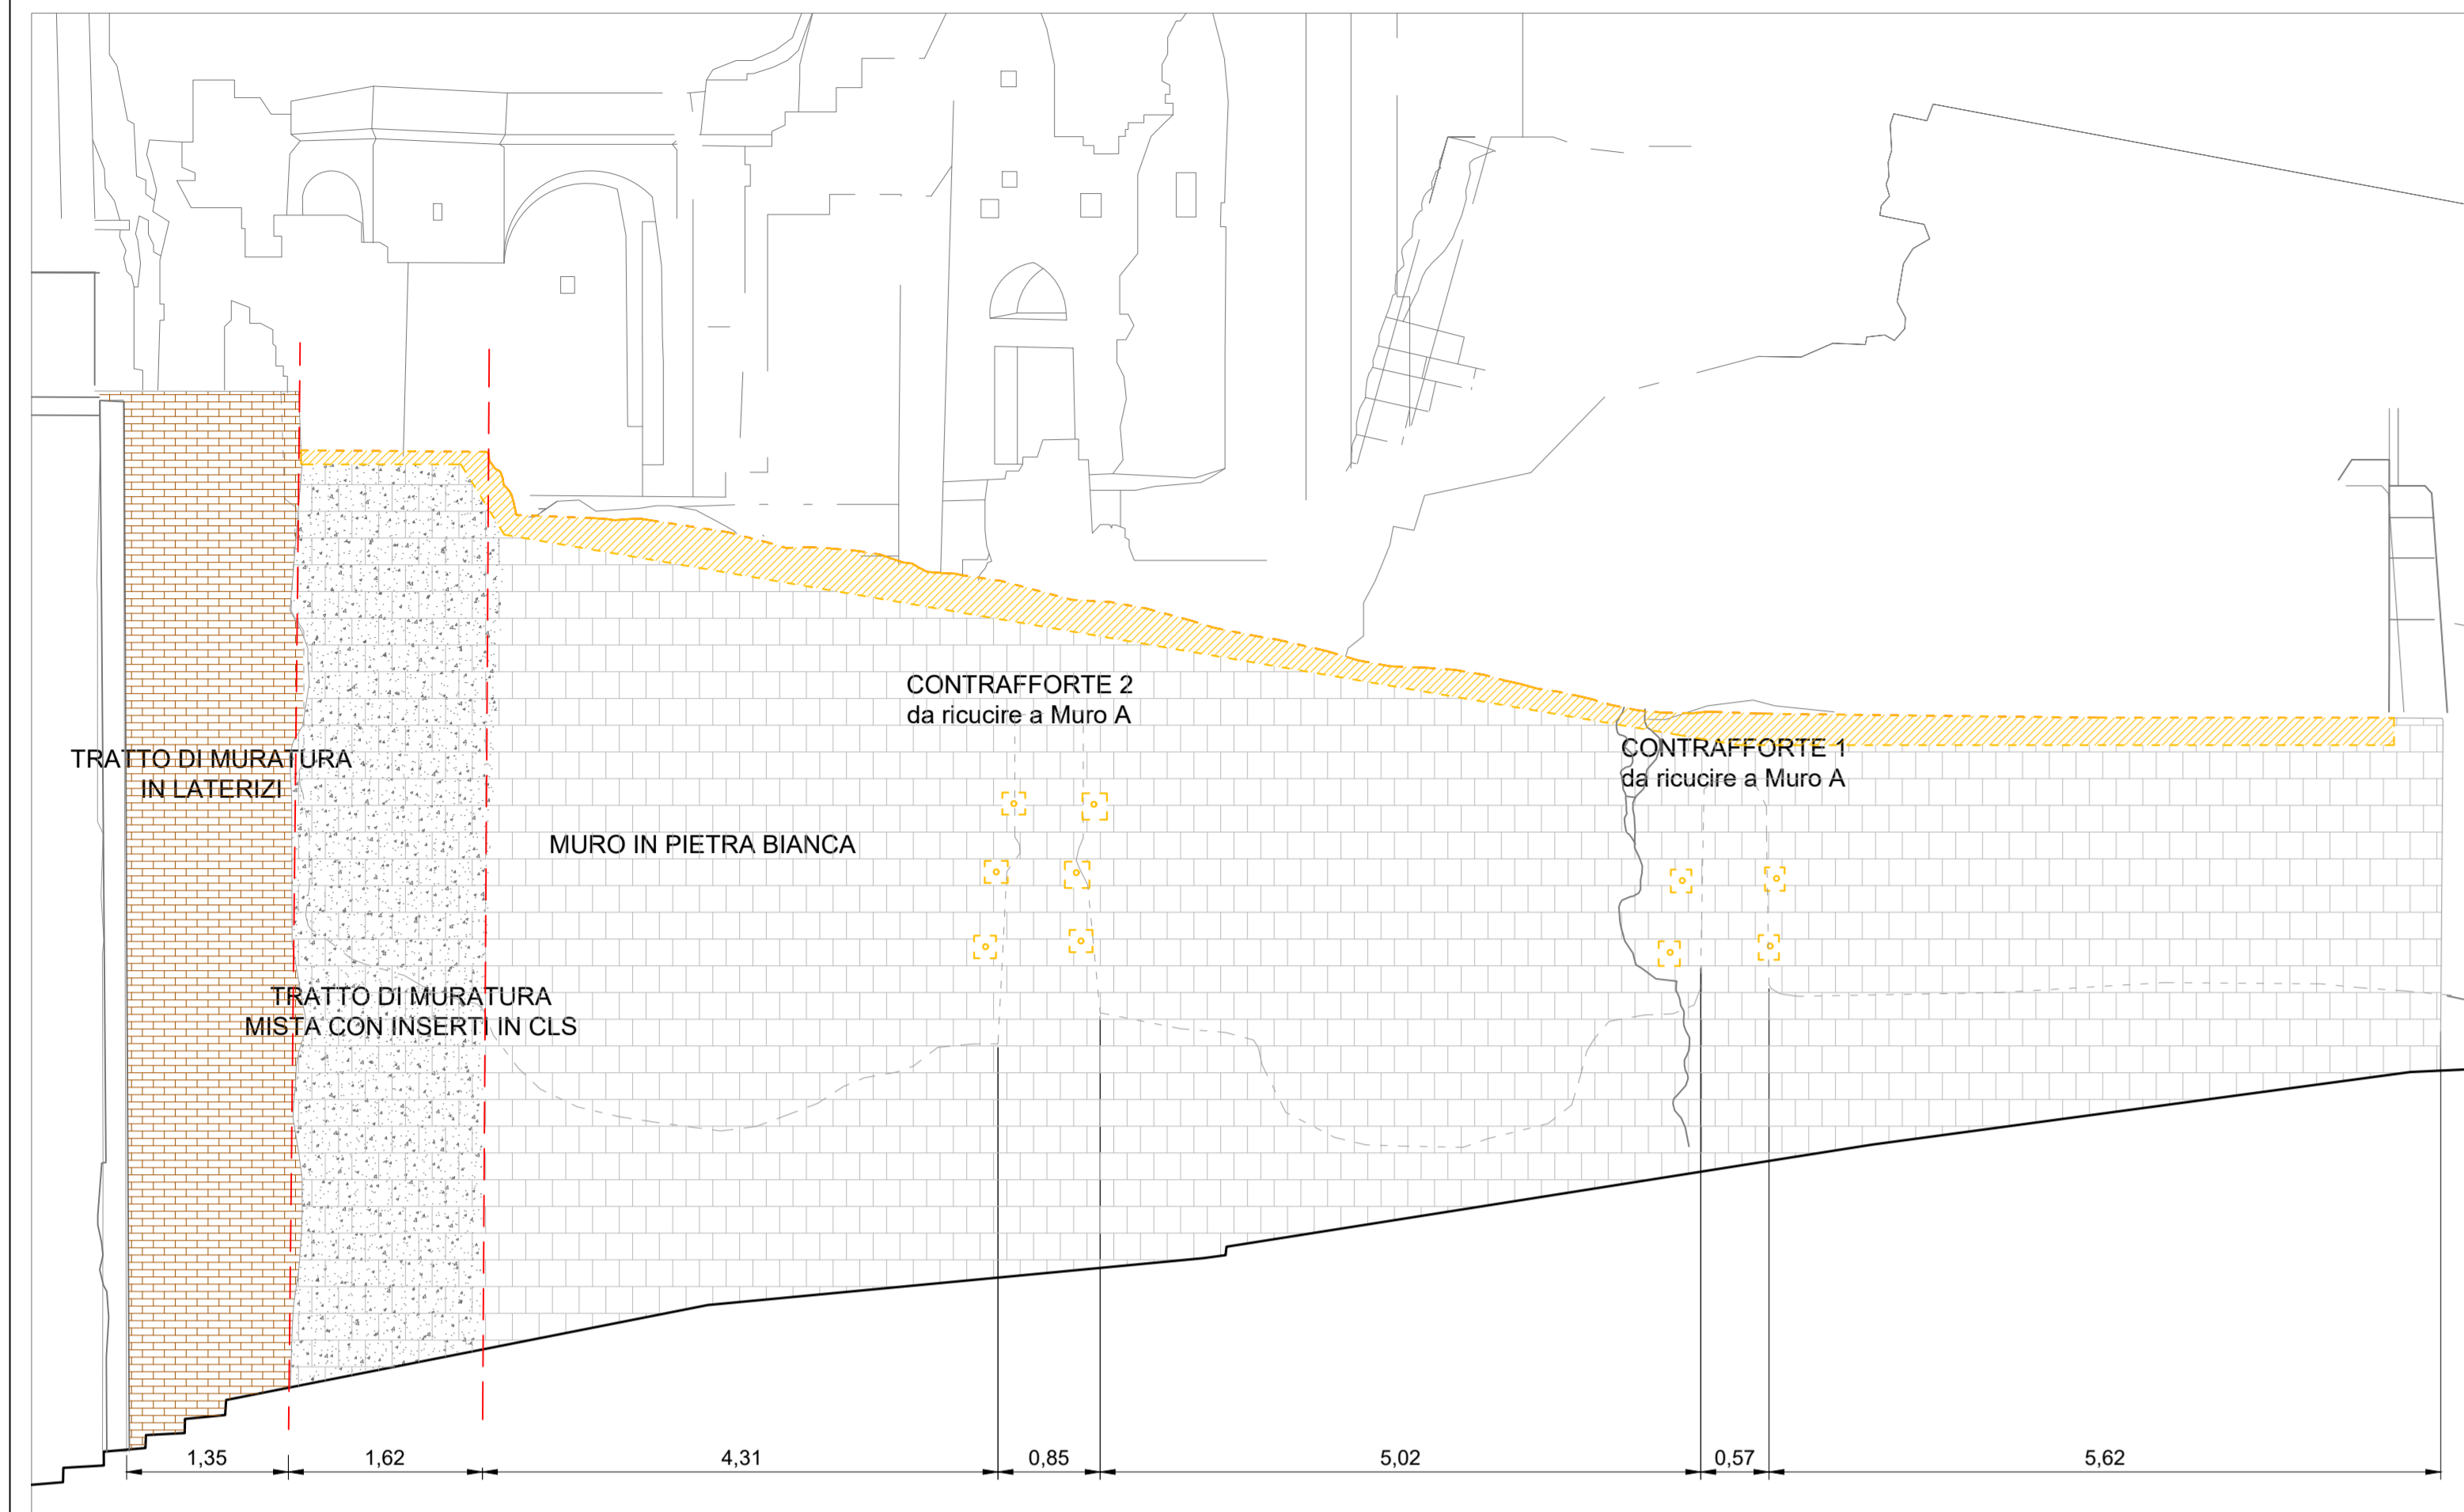 CONTRAFFORTE 2
da ricucire a Muro A
CONTRAFFORTE 1
da ricucire a Muro A
TRATTO DI MURATURA
IN LATERIZI
MURO IN PIETRA BIANCA
TRATTO DI MURATURA
MISTA CON INSERTI IN CLS
1,35 1,62 4,31 0,85 5,02 0,57 5,62